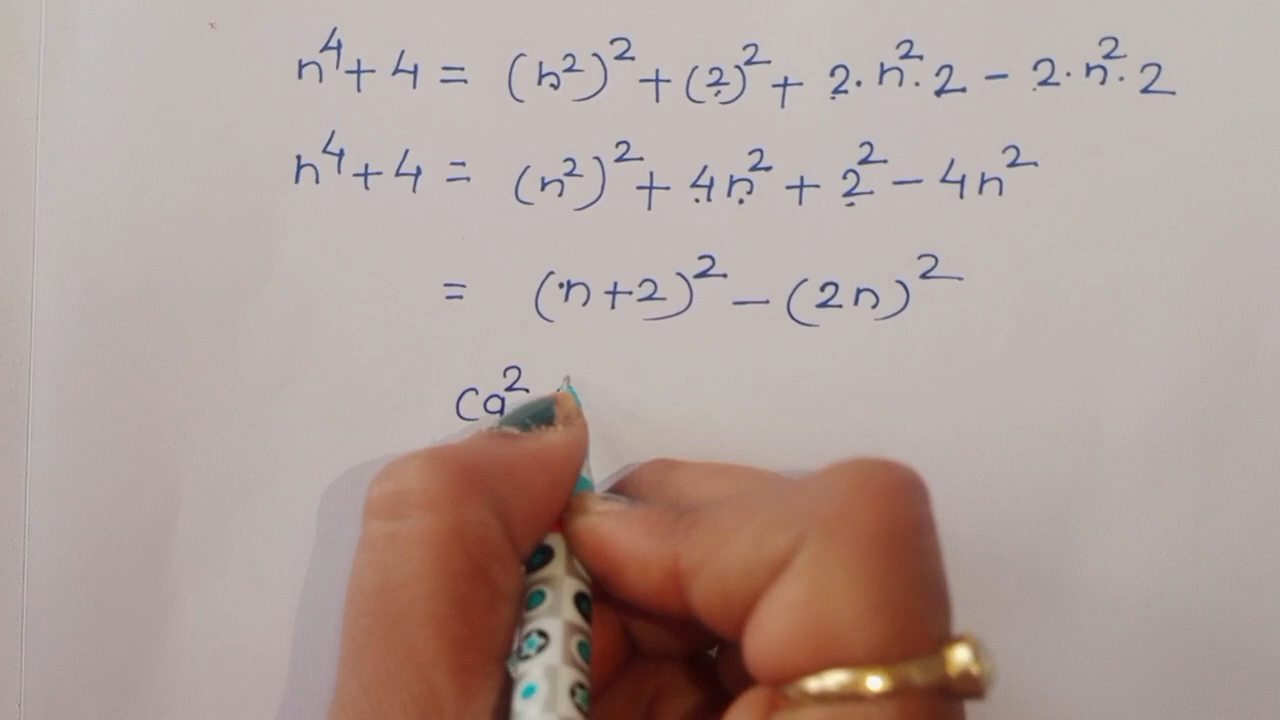 n⁴+4 = (n²)²+(2)²+ 2·n²·2 − 2·n²·2
n⁴+4 = (n²)²+ 4n² + 2² − 4n²
= (n+2)² − (2n)²
(a²